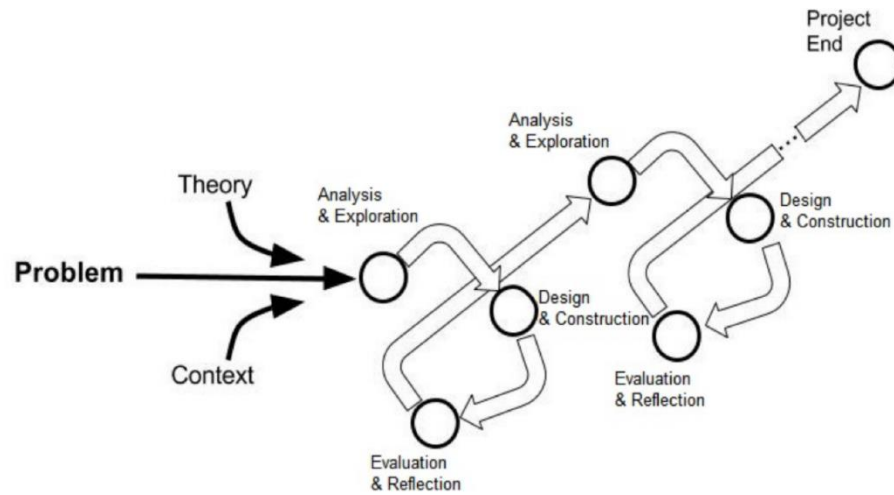 Project
End
Analysis
& Exploration
Theory
Analysis
& Exploration
Design
& Construction
Problem
Design
& Construction
Context
Evaluation
& Reflection
Evaluation
& Reflection